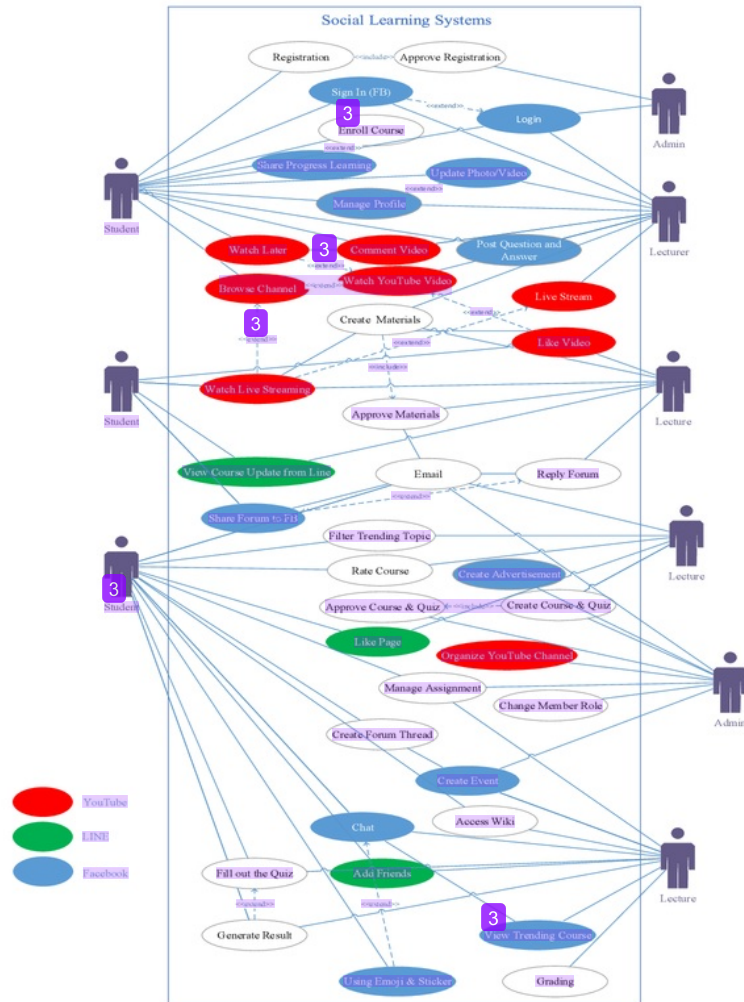 Social Learning Systems
Registration
<<include>>
Approve Registration
Sign In (FB)
<<extend>>
Login
3
Enroll Course
<<extend>>
Admin
Share Progress Learning
Update Photo/Video
<<extend>>
Manage Profile
Student
Lecturer
Watch Later
3
Comment Video
Post Question and
Answer
<<extend>>
Browse Channel
<<extend>>
Watch YouTube Video
Live Stream
3
Create Materials
<<extend>>
<<extend>>
<<extend>>
Like Video
<<include>>
Watch Live Streaming
Student
Lecture
Approve Materials
View Course Update from Line
Email
Reply Forum
<<extend>>
Share Forum to FB
Filter Trending Topic
Rate Course
Create Advertisement
Lecture
3
Student
Approve Course & Quiz
<<include>>
Create Course & Quiz
Like Page
Organize YouTube Channel
Manage Assignment
Change Member Role
Admin
Create Forum Thread
Create Event
YouTube
Access Wiki
LINE
Chat
Facebook
Fill out the Quiz
Add Friends
Lecture
<<extend>>
<<extend>>
3
Generate Result
View Trending Course
Using Emoji & Sticker
Grading